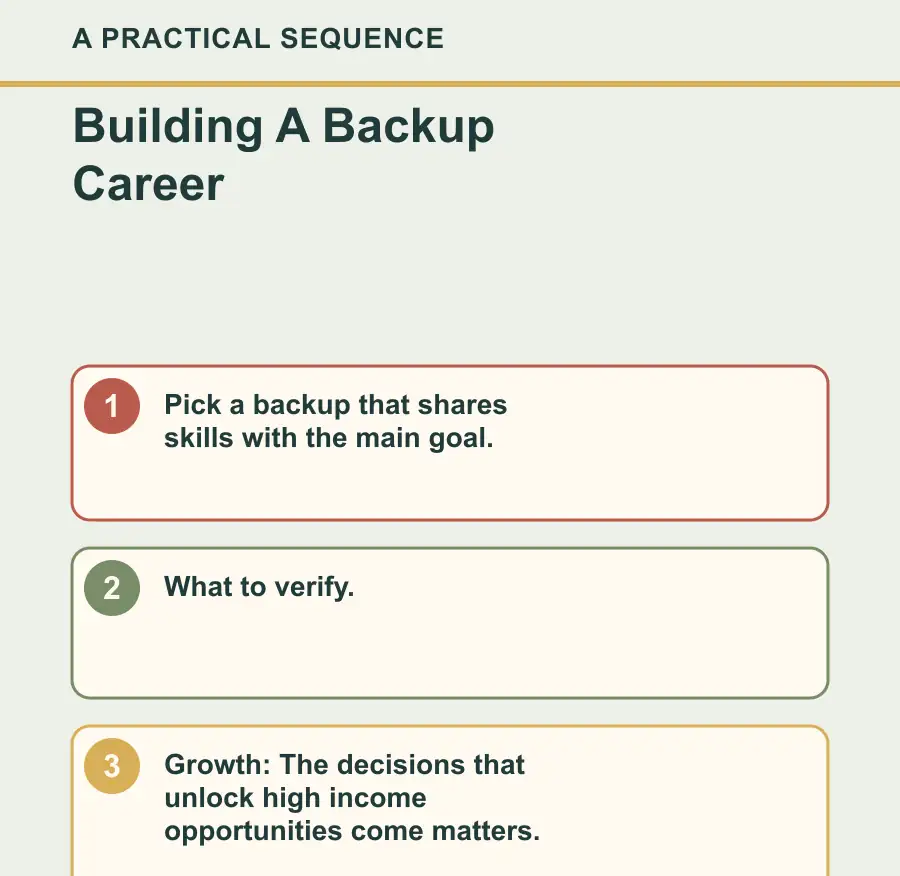 A PRACTICAL SEQUENCE
Building A Backup
Career
1
Pick a backup that shares
skills with the main goal.
2
What to verify.
3
Growth: The decisions that
unlock high income
opportunities come matters.